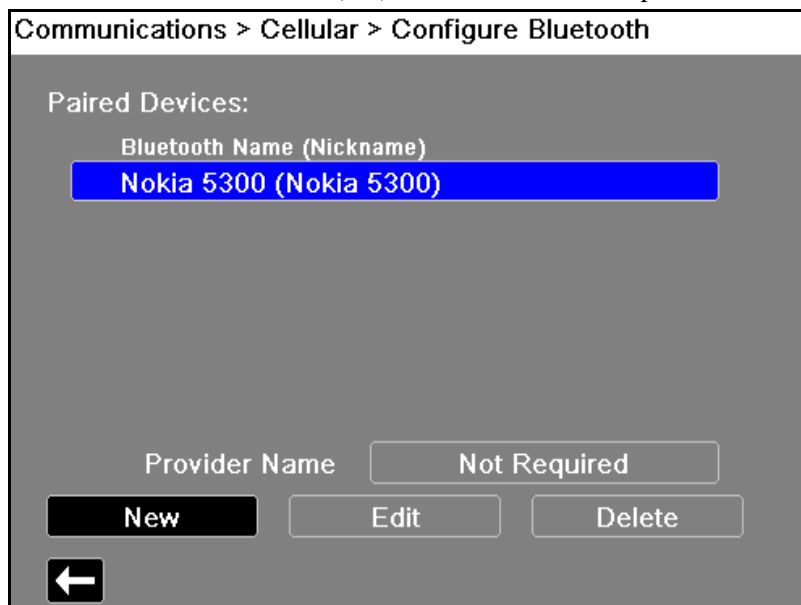 Communications > Cellular > Configure Bluetooth
Paired Devices:
Bluetooth Name (Nickname)
Nokia 5300 (Nokia 5300)
Provider Name Not Required
New Edit Delete